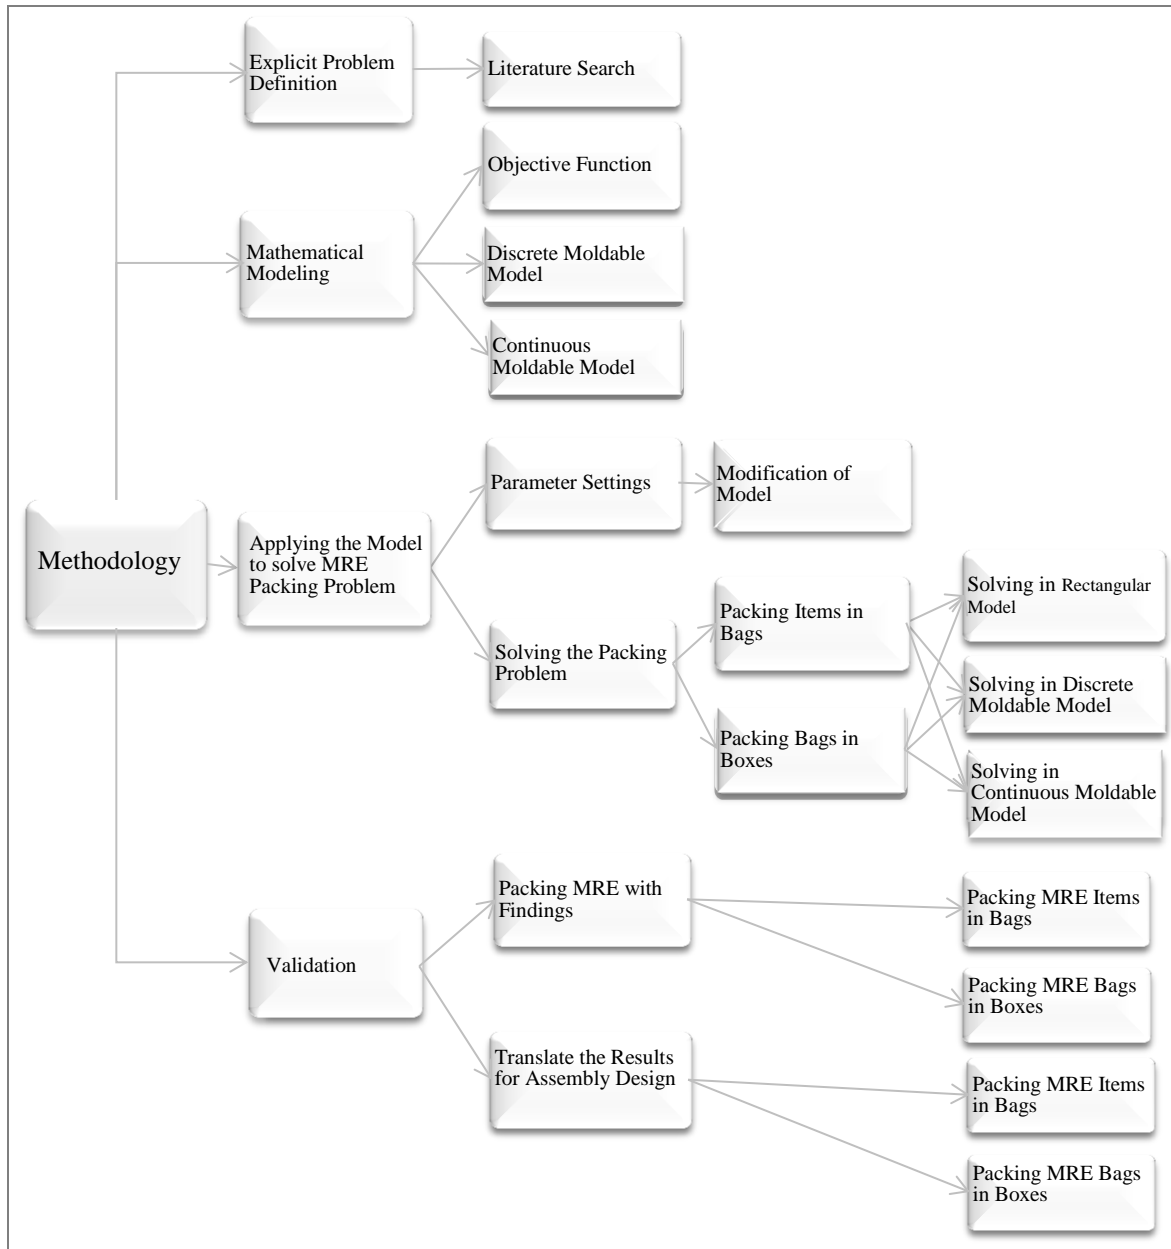 Explicit Problem
Definition
Literature Search
Objective Function
Mathematical
Modeling
Discrete Moldable
Model
Continuous
Moldable Model
Methodology
Applying the Model
to solve MRE
Packing Problem
Parameter Settings
Modification of
Model
Solving the Packing
Problem
Packing Items in
Bags
Packing Bags in
Boxes
Solving in Rectangular
Model
Solving in Discrete
Moldable Model
Solving in
Continuous Moldable
Model
Validation
Packing MRE with
Findings
Packing MRE Items
in Bags
Packing MRE Bags
in Boxes
Translate the Results
for Assembly Design
Packing MRE Items
in Bags
Packing MRE Bags
in Boxes